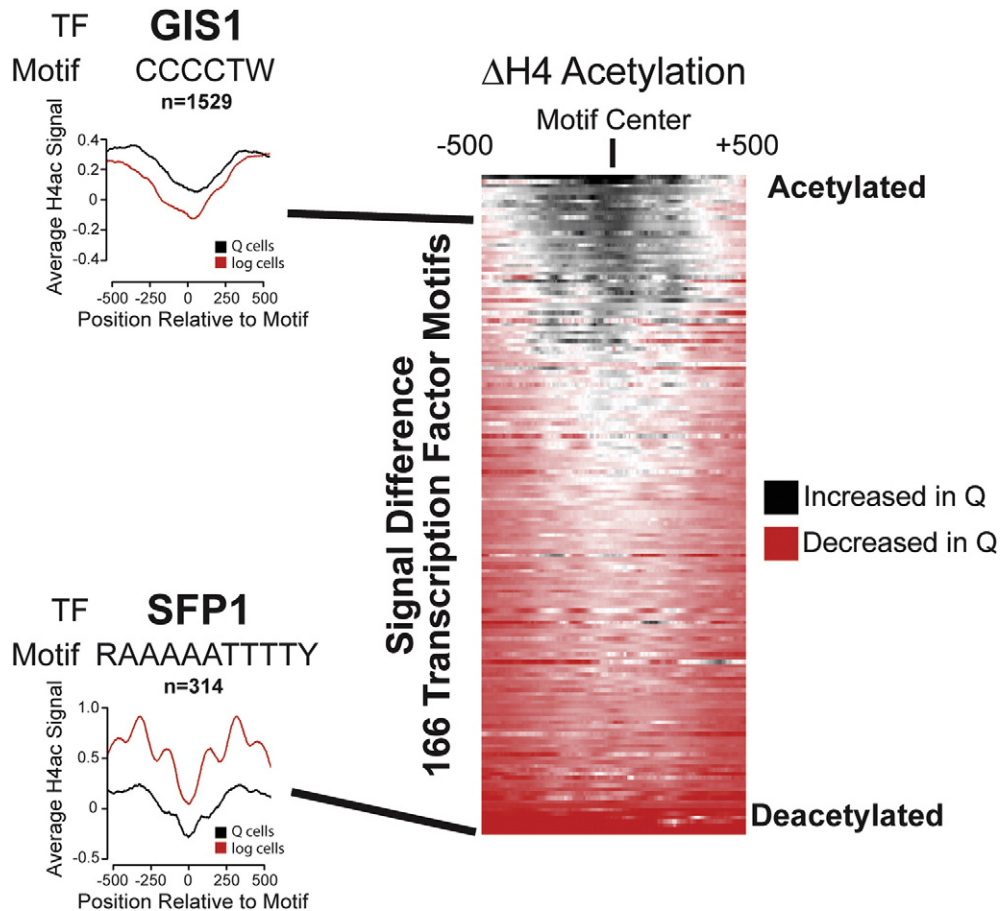 TF GIS1
Motif CCCCTW
n=1529
Average H4ac Signal
0.4
0.2
0
-0.2
-0.4
Q cells
log cells
-500 -250 0 250 500
Position Relative to Motif
TF SFP1
Motif RAAAAATTTTY
n=314
Average H4ac Signal
1.0
0.5
0
-0.5
Q cells
log cells
-500 -250 0 250 500
Position Relative to Motif
ΔH4 Acetylation
Motif Center
-500 +500
Signal Difference
166 Transcription Factor Motifs
Acetylated
Increased in Q
Decreased in Q
Deacetylated